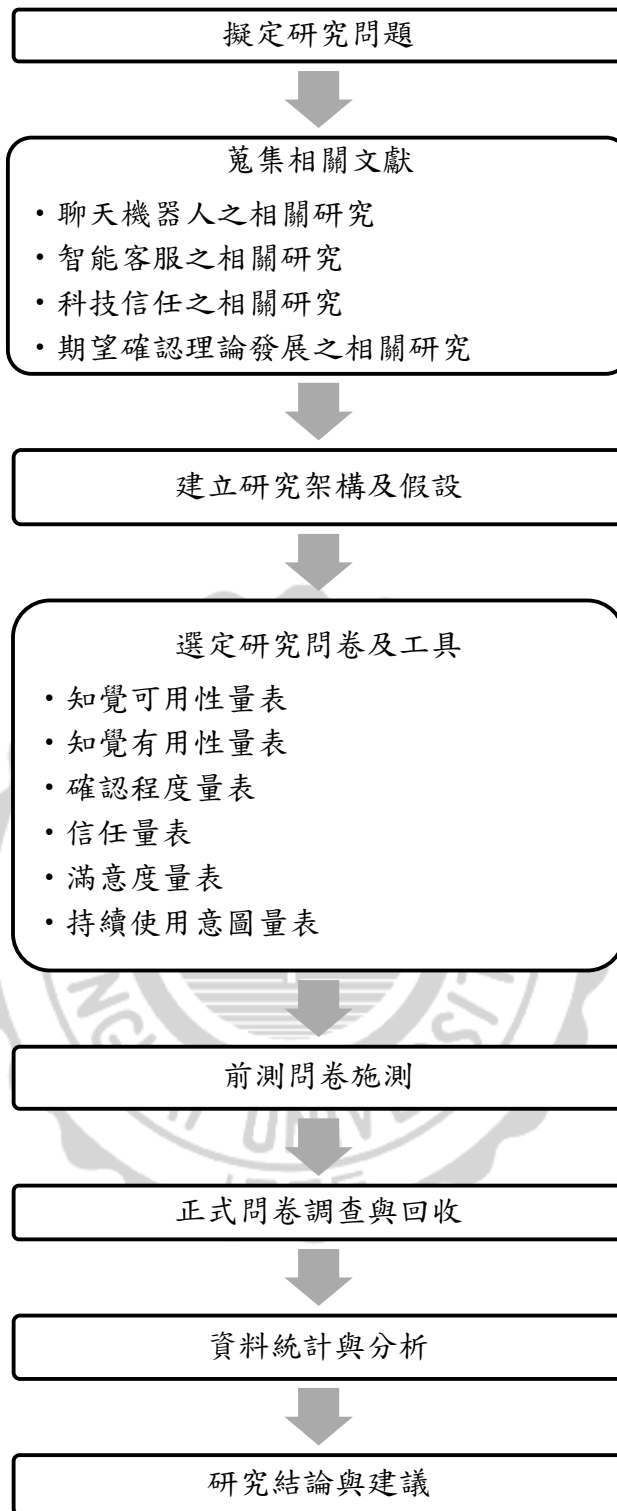 擬定研究問題
蒐集相關文獻
・聊天機器人之相關研究
・智能客服之相關研究
・科技信任之相關研究
・期望確認理論發展之相關研究
建立研究架構及假設
選定研究問卷及工具
・知覺可用性量表
・知覺有用性量表
・確認程度量表
・信任量表
・滿意度量表
・持續使用意圖量表
前測問卷施測
正式問卷調查與回收
資料統計與分析
研究結論與建議